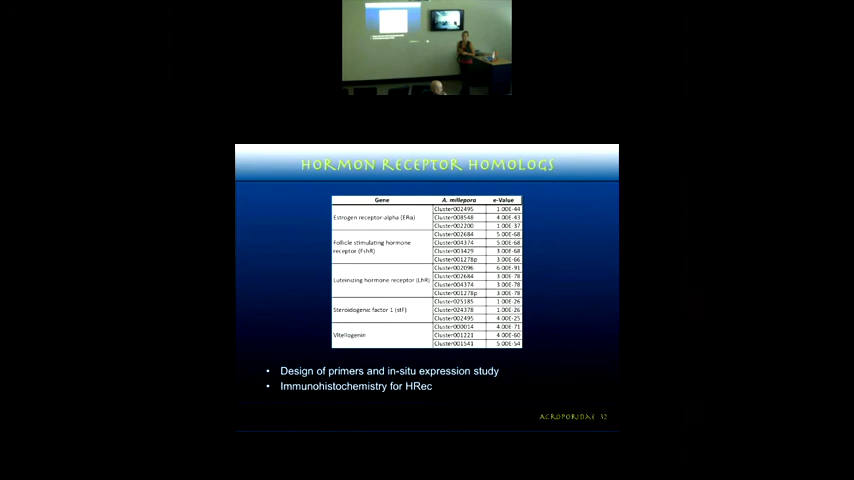 HORMON RECEPTOR HOMOLOGS
Gene A. millepora e-Value
Estrogen receptor alpha (ERα)
Cluster002495 1.00E-44
Cluster008548 4.00E-43
Cluster002200 1.00E-37
Follicle stimulating hormone
receptor (FshR)
Cluster002684 5.00E-68
Cluster004374 5.00E-68
Cluster003429 3.00E-68
Cluster001278p 3.00E-66
Luteinizing hormone receptor (LhR)
Cluster002096 6.00E-91
Cluster002684 3.00E-78
Cluster004374 3.00E-78
Cluster001278p 3.00E-78
Steroidogenic factor 1 (stF)
Cluster025185 1.00E-26
Cluster024378 1.00E-26
Cluster002495 4.00E-25
Vitellogenin
Cluster000014 4.00E-71
Cluster001221 4.00E-60
Cluster001541 5.00E-54
• Design of primers and in-situ expression study
• Immunohistochemistry for HRec
ACROPORIDAE 32